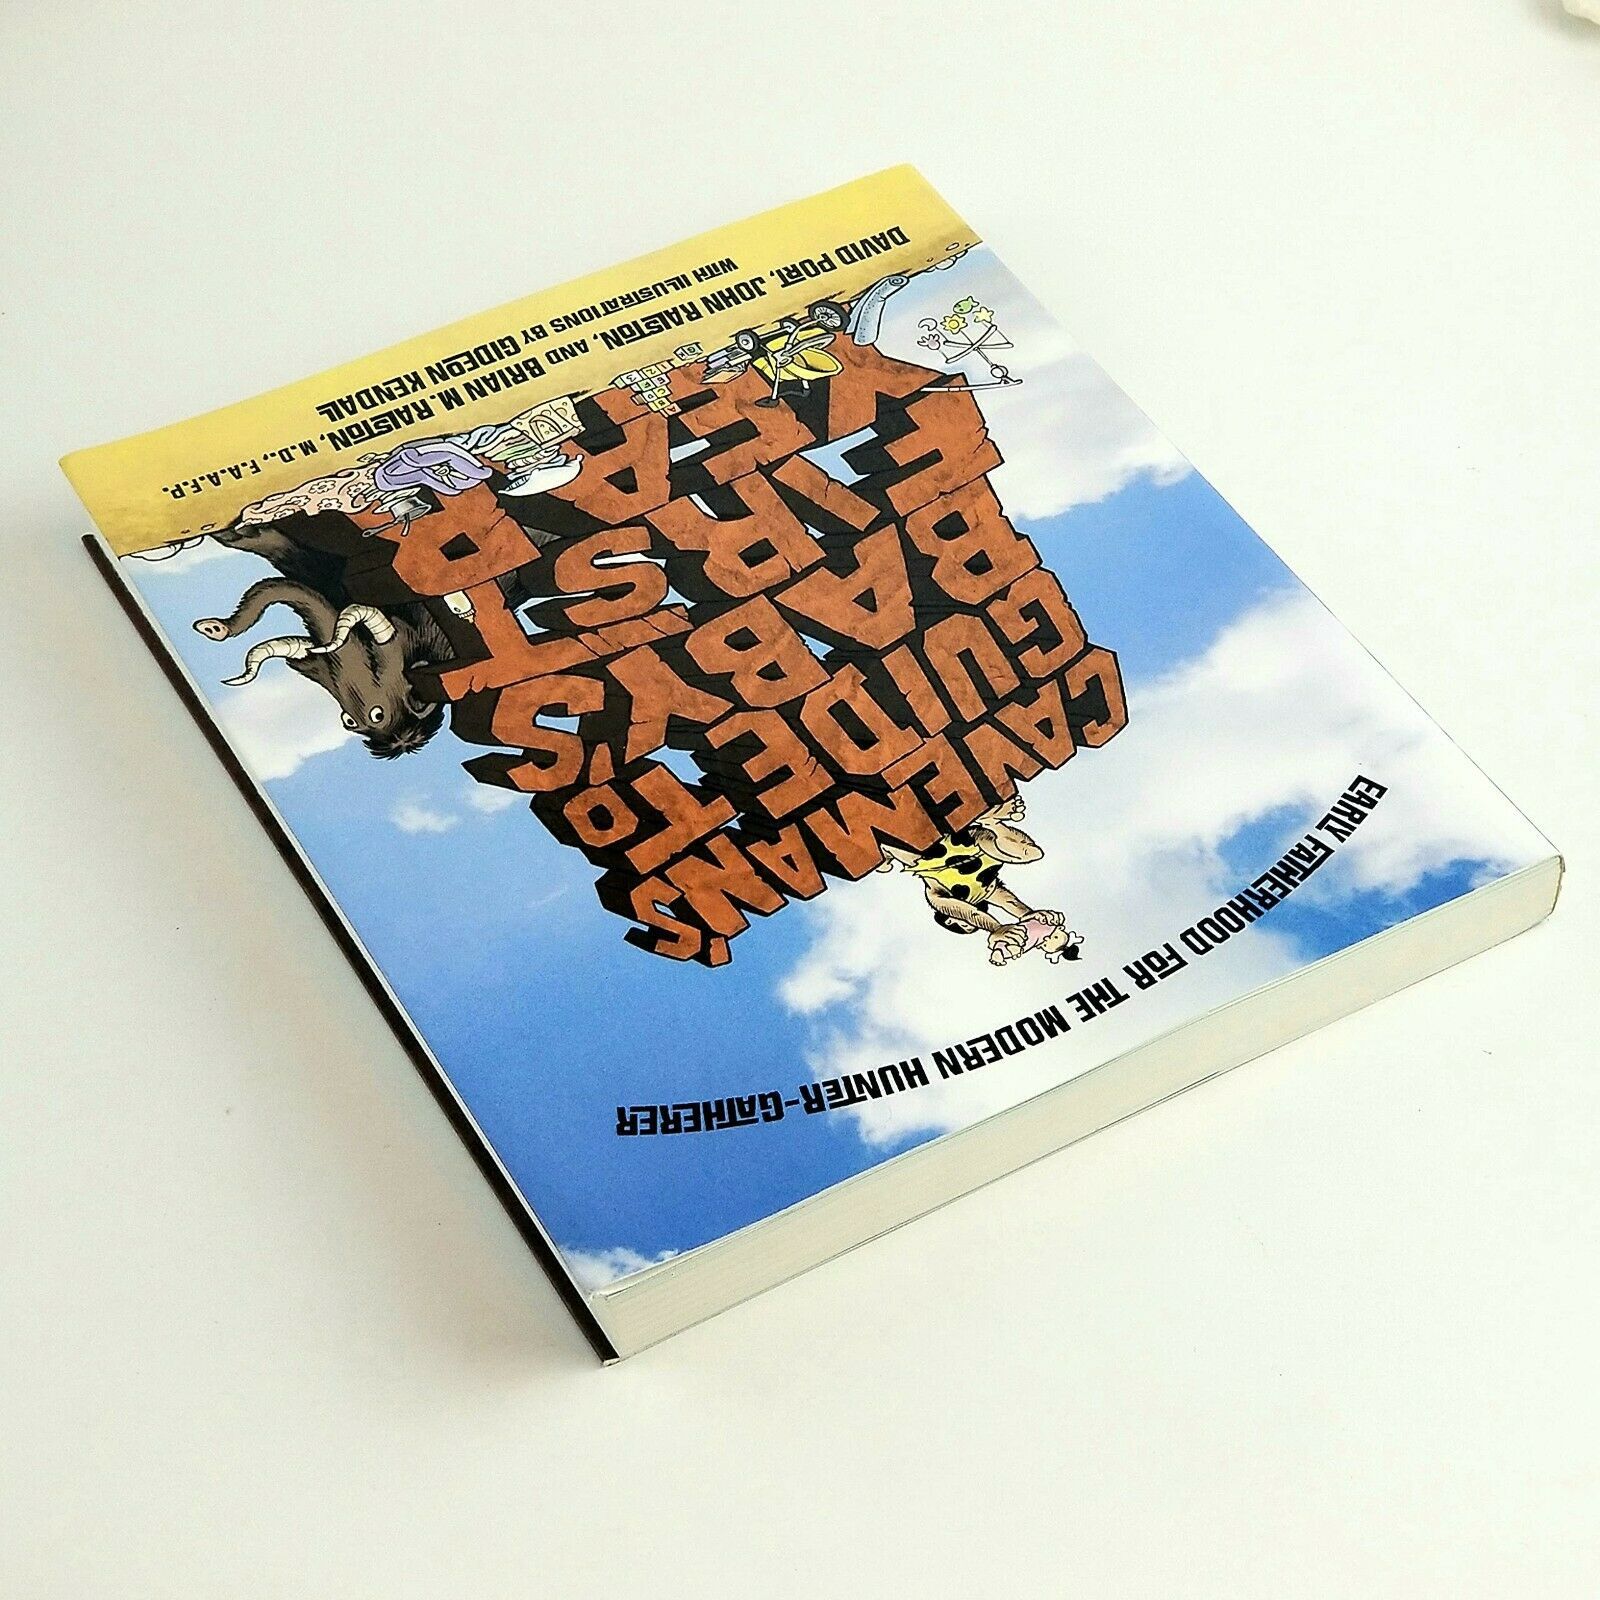 EARLY FATHERHOOD FOR THE MODERN HUNTER-GATHERER
CAVEMAN'S
GUIDE TO
BABY'S
FIRST
YEAR
DAVID PORT, JOHN RALSTON, AND BRIAN M. RALSTON, M.D., F.A.A.F.P.
WITH ILLUSTRATIONS BY GIDEON KENDALL